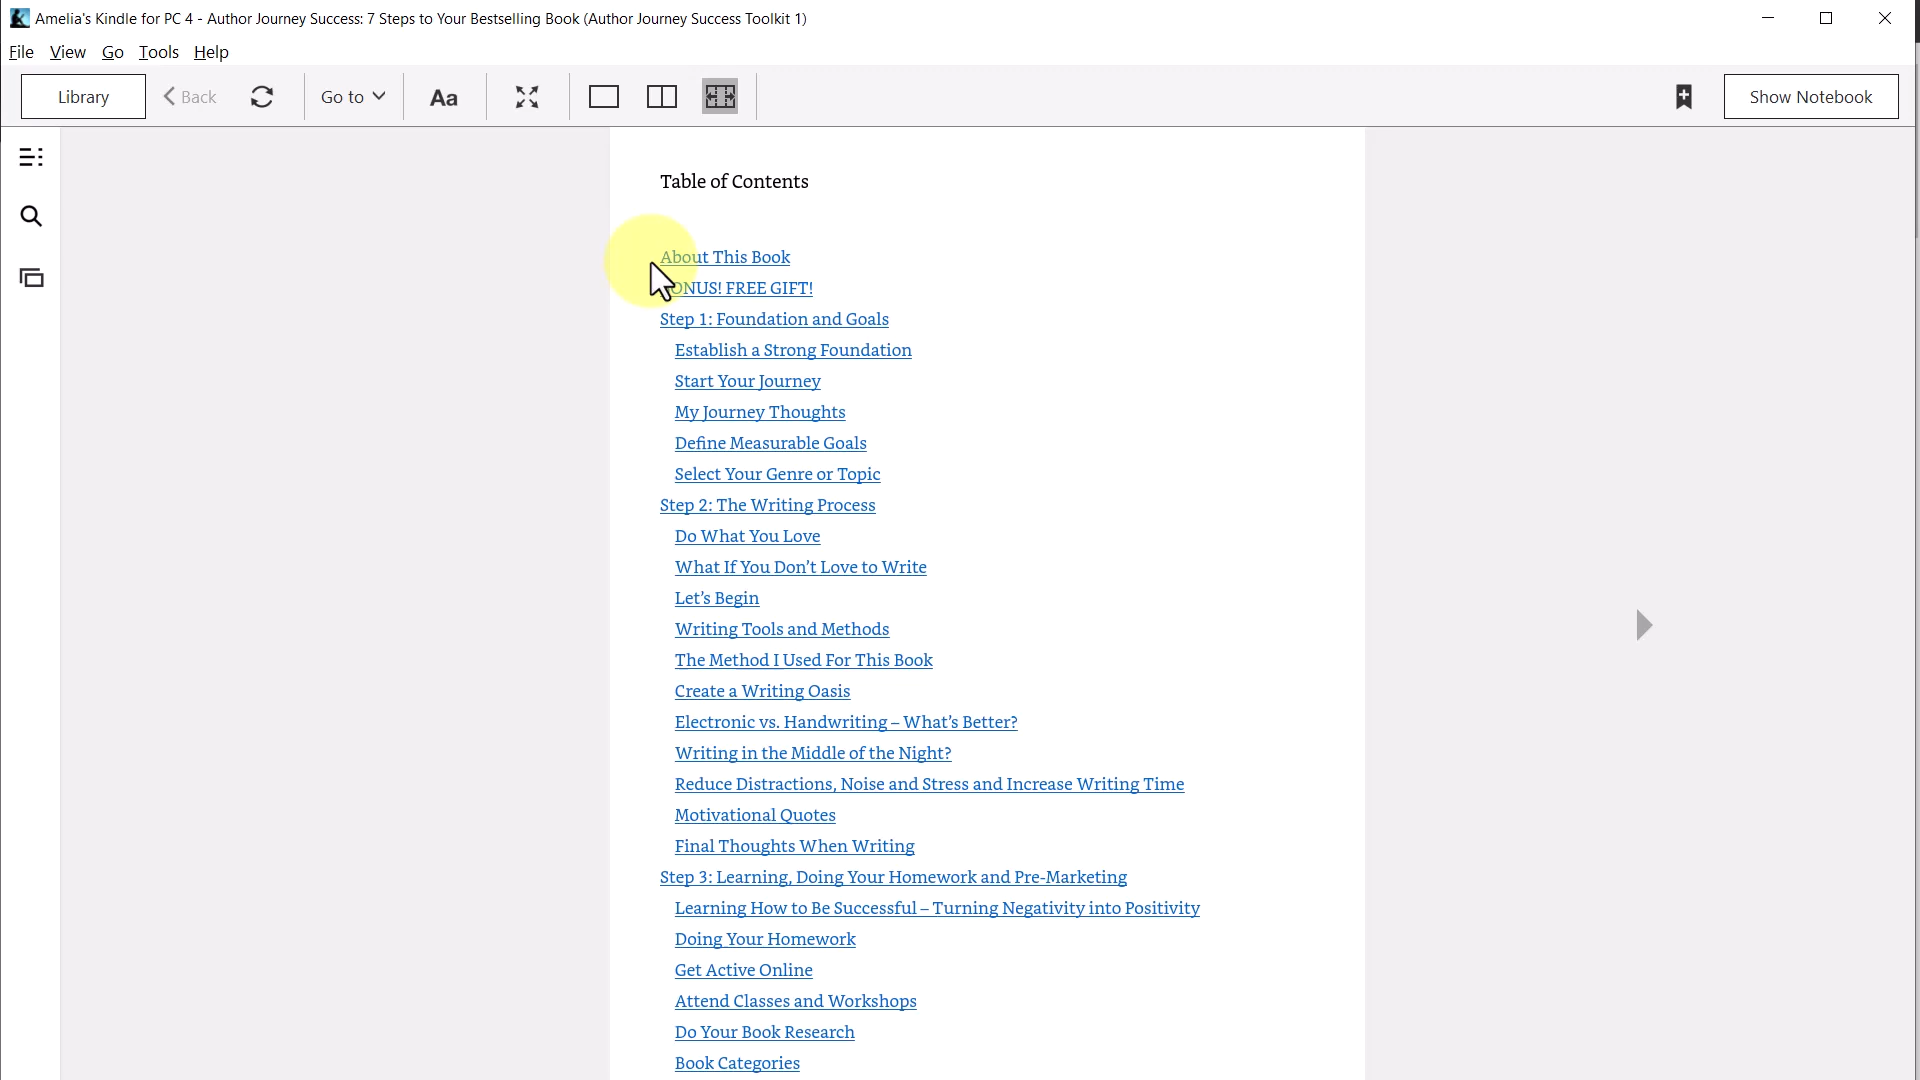 Amelia's Kindle for PC 4 - Author Journey Success: 7 Steps to Your Bestselling Book (Author Journey Success Toolkit 1)
File View Go Tools Help
Library Back Go to Aa Show Notebook
Table of Contents
About This Book
ONUS! FREE GIFT!
Step 1: Foundation and Goals
Establish a Strong Foundation
Start Your Journey
My Journey Thoughts
Define Measurable Goals
Select Your Genre or Topic
Step 2: The Writing Process
Do What You Love
What If You Don’t Love to Write
Let’s Begin
Writing Tools and Methods
The Method I Used For This Book
Create a Writing Oasis
Electronic vs. Handwriting – What’s Better?
Writing in the Middle of the Night?
Reduce Distractions, Noise and Stress and Increase Writing Time
Motivational Quotes
Final Thoughts When Writing
Step 3: Learning, Doing Your Homework and Pre-Marketing
Learning How to Be Successful – Turning Negativity into Positivity
Doing Your Homework
Get Active Online
Attend Classes and Workshops
Do Your Book Research
Book Categories